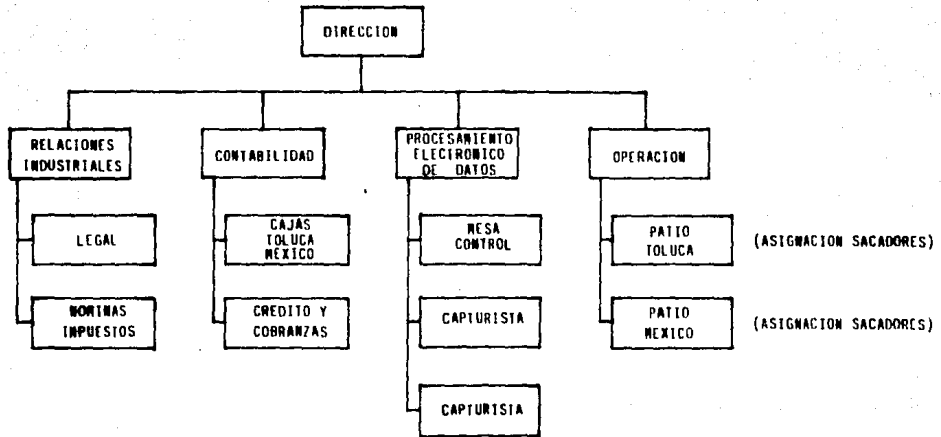 DIRECCION
RELACIONES
INDUSTRIALES
CONTABILIDAD
PROCESAMIENTO
ELECTRONICO
DE DATOS
OPERACION
LEGAL
CAJAS
TOLUCA
MEXICO
MESA
CONTROL
PATIO
TOLUCA
(ASIGNACION SACADORES)
NOMINAS
IMPUESTOS
CREDITO Y
COBRANZAS
CAPTURISTA
PATIO
MEXICO
(ASIGNACION SACADORES)
CAPTURISTA